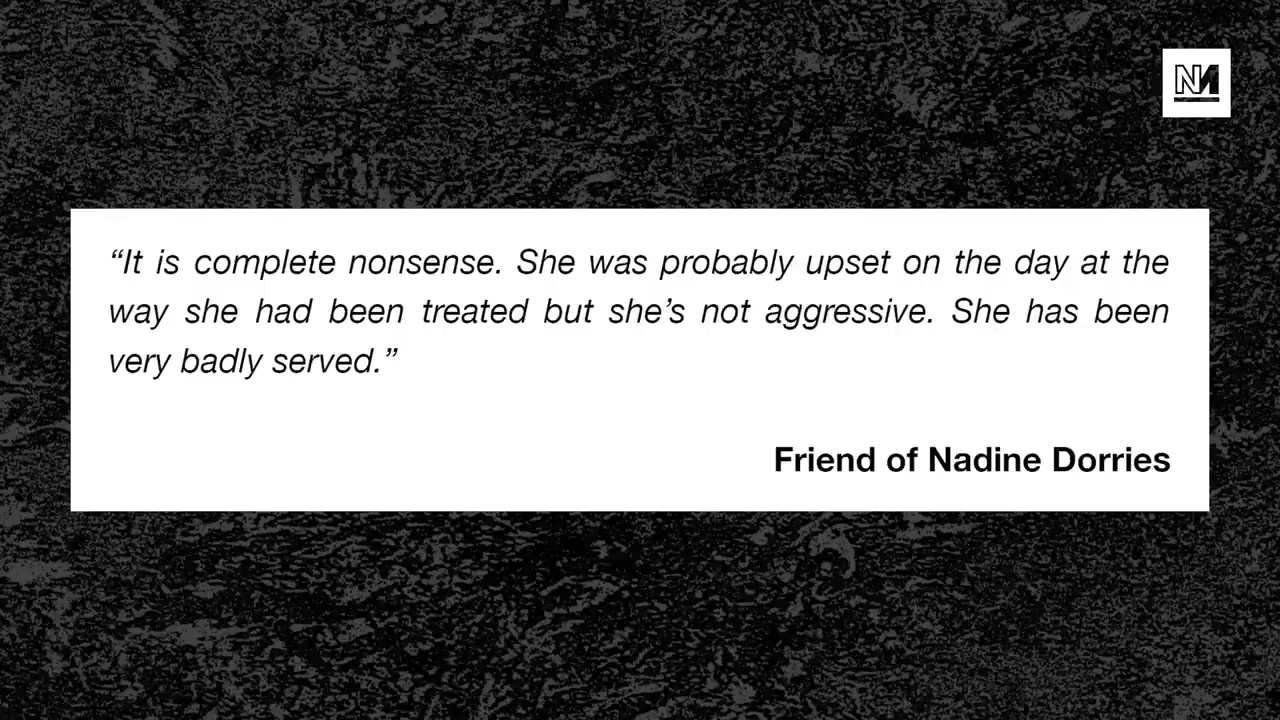 NM
“It is complete nonsense. She was probably upset on the day at the
way she had been treated but she’s not aggressive. She has been
very badly served.”
Friend of Nadine Dorries